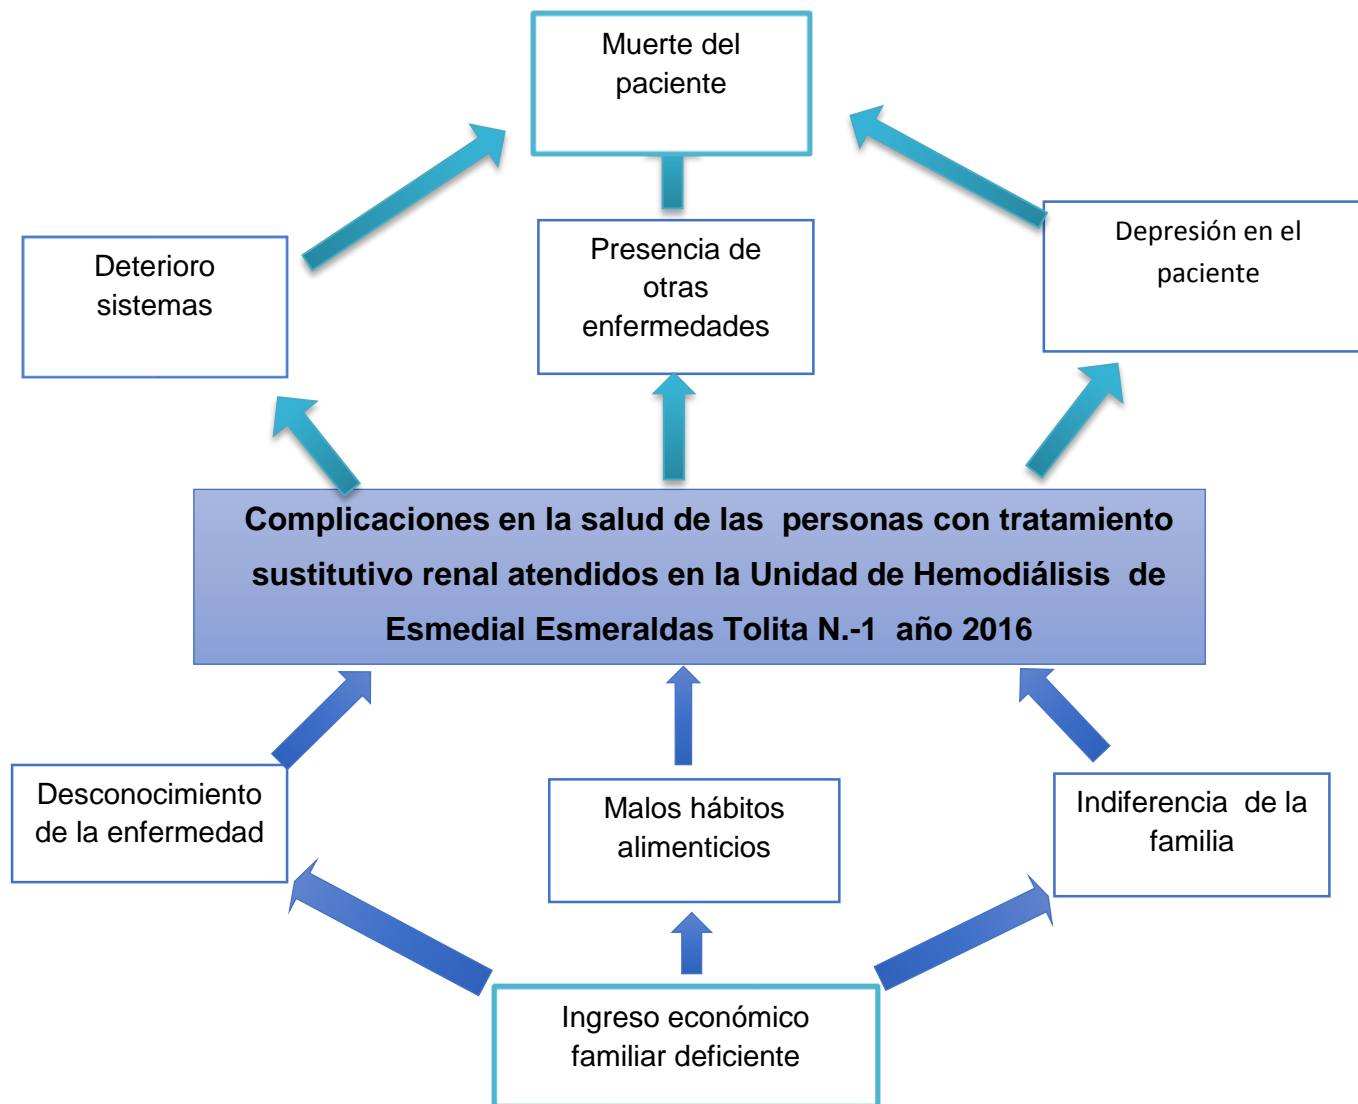 Muerte del
paciente
Deterioro
sistemas
Presencia de
otras
enfermedades
Depresión en el
paciente
Complicaciones en la salud de las  personas con tratamiento
sustitutivo renal atendidos en la Unidad de Hemodiálisis  de
Esmedial Esmeraldas Tolita N.-1  año 2016
Desconocimiento
de la enfermedad
Malos hábitos
alimenticios
Indiferencia  de la
familia
Ingreso económico
familiar deficiente